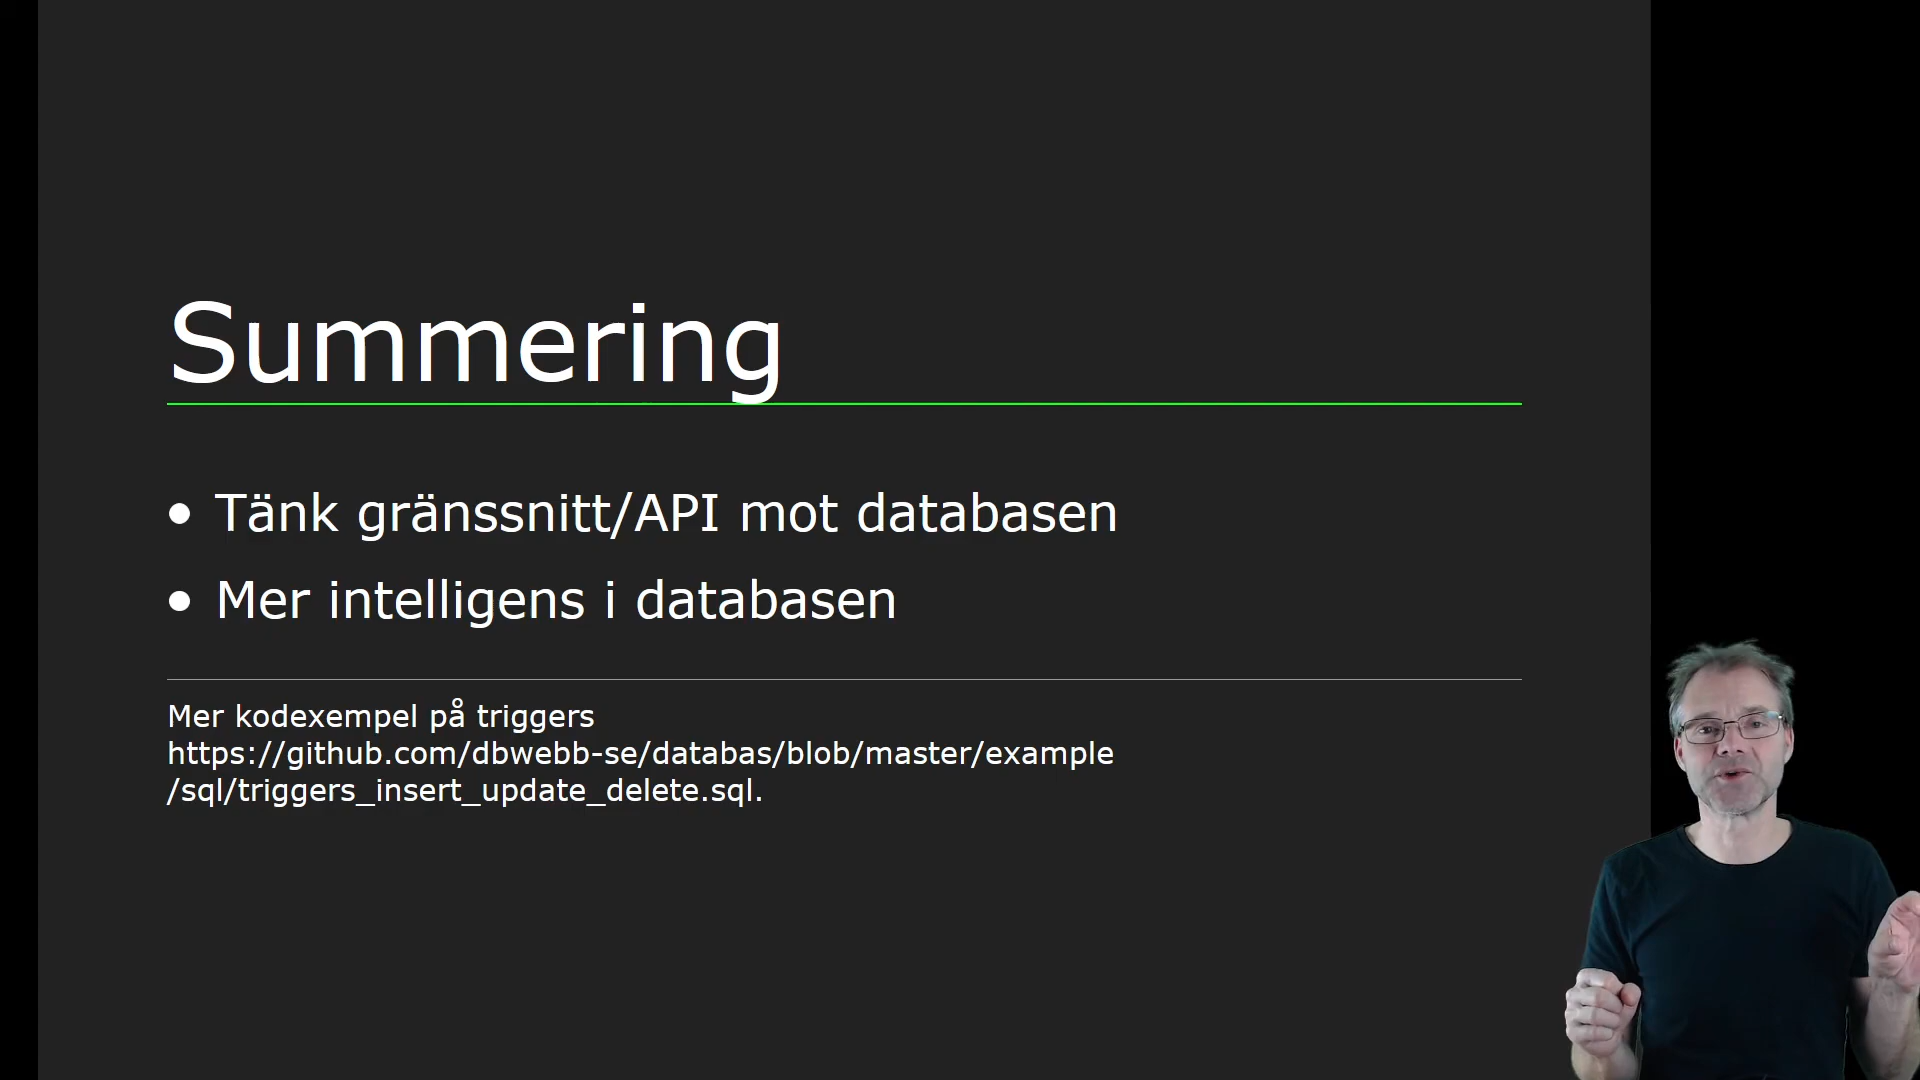 Summering
• Tänk gränssnitt/API mot databasen
• Mer intelligens i databasen
Mer kodexempel på triggers
https://github.com/dbwebb-se/databas/blob/master/example
/sql/triggers_insert_update_delete.sql.